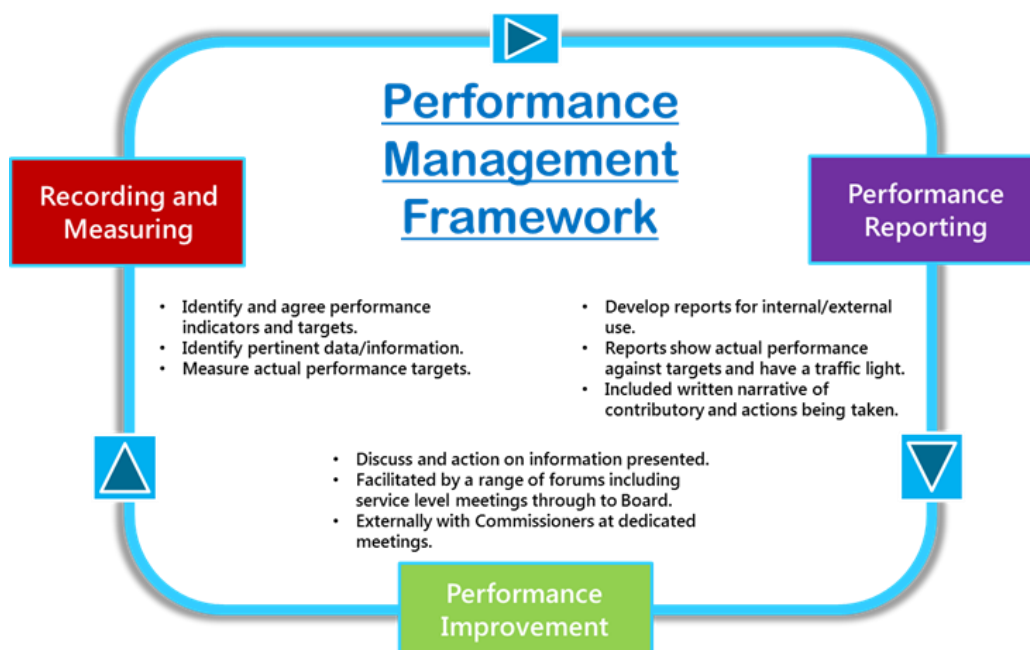 Performance
Management
Framework
Recording and
Measuring
Performance
Reporting
• Identify and agree performance
indicators and targets.
• Identify pertinent data/information.
• Measure actual performance targets.
• Develop reports for internal/external
use.
• Reports show actual performance
against targets and have a traffic light.
• Included written narrative of
contributory and actions being taken.
• Discuss and action on information presented.
• Facilitated by a range of forums including
service level meetings through to Board.
• Externally with Commissioners at dedicated
meetings.
Performance
Improvement